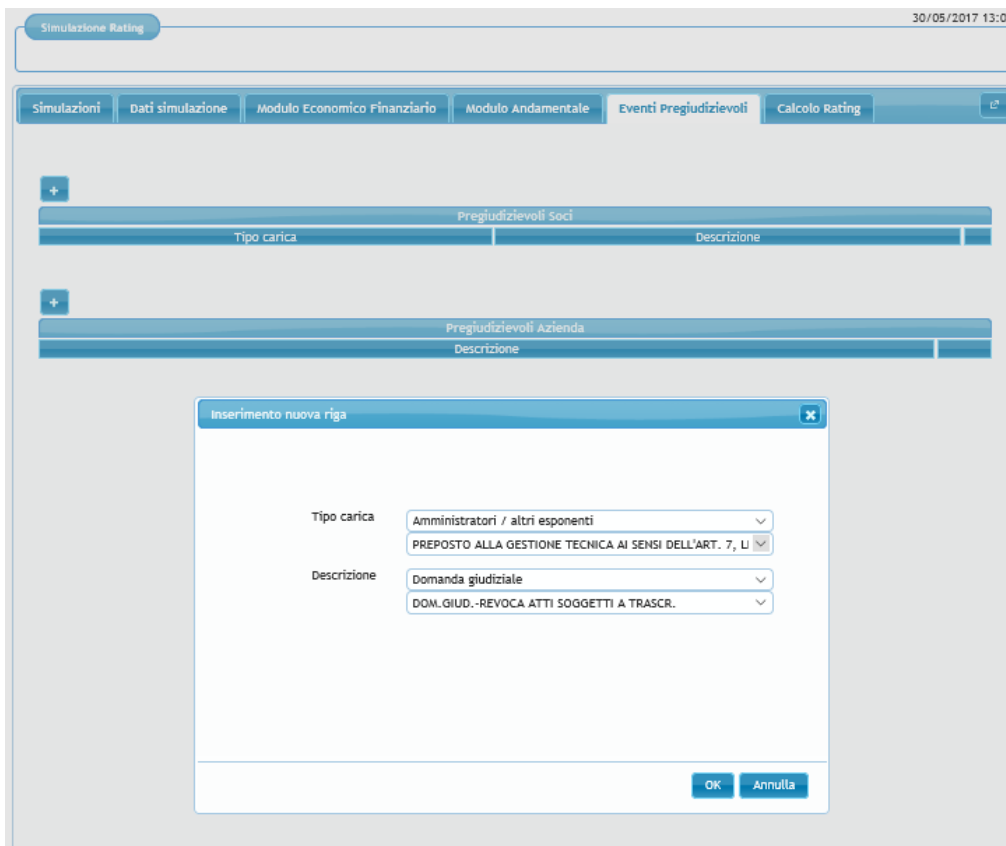 30/05/2017 13:0
Simulazione Rating
Simulazioni Dati simulazione Modulo Economico Finanziario Modulo Andamentale Eventi Pregiudizievoli Calcolo Rating
+
Pregiudizievoli Soci
Tipo carica Descrizione
+
Pregiudizievoli Azienda
Descrizione
Inserimento nuova riga
Tipo carica Amministratori / altri esponenti
PREPOSTO ALLA GESTIONE TECNICA AI SENSI DELL'ART. 7, LI
Descrizione Domanda giudiziale
DOM.GIUD.-REVOCA ATTI SOGGETTI A TRASCR.
OK Annulla